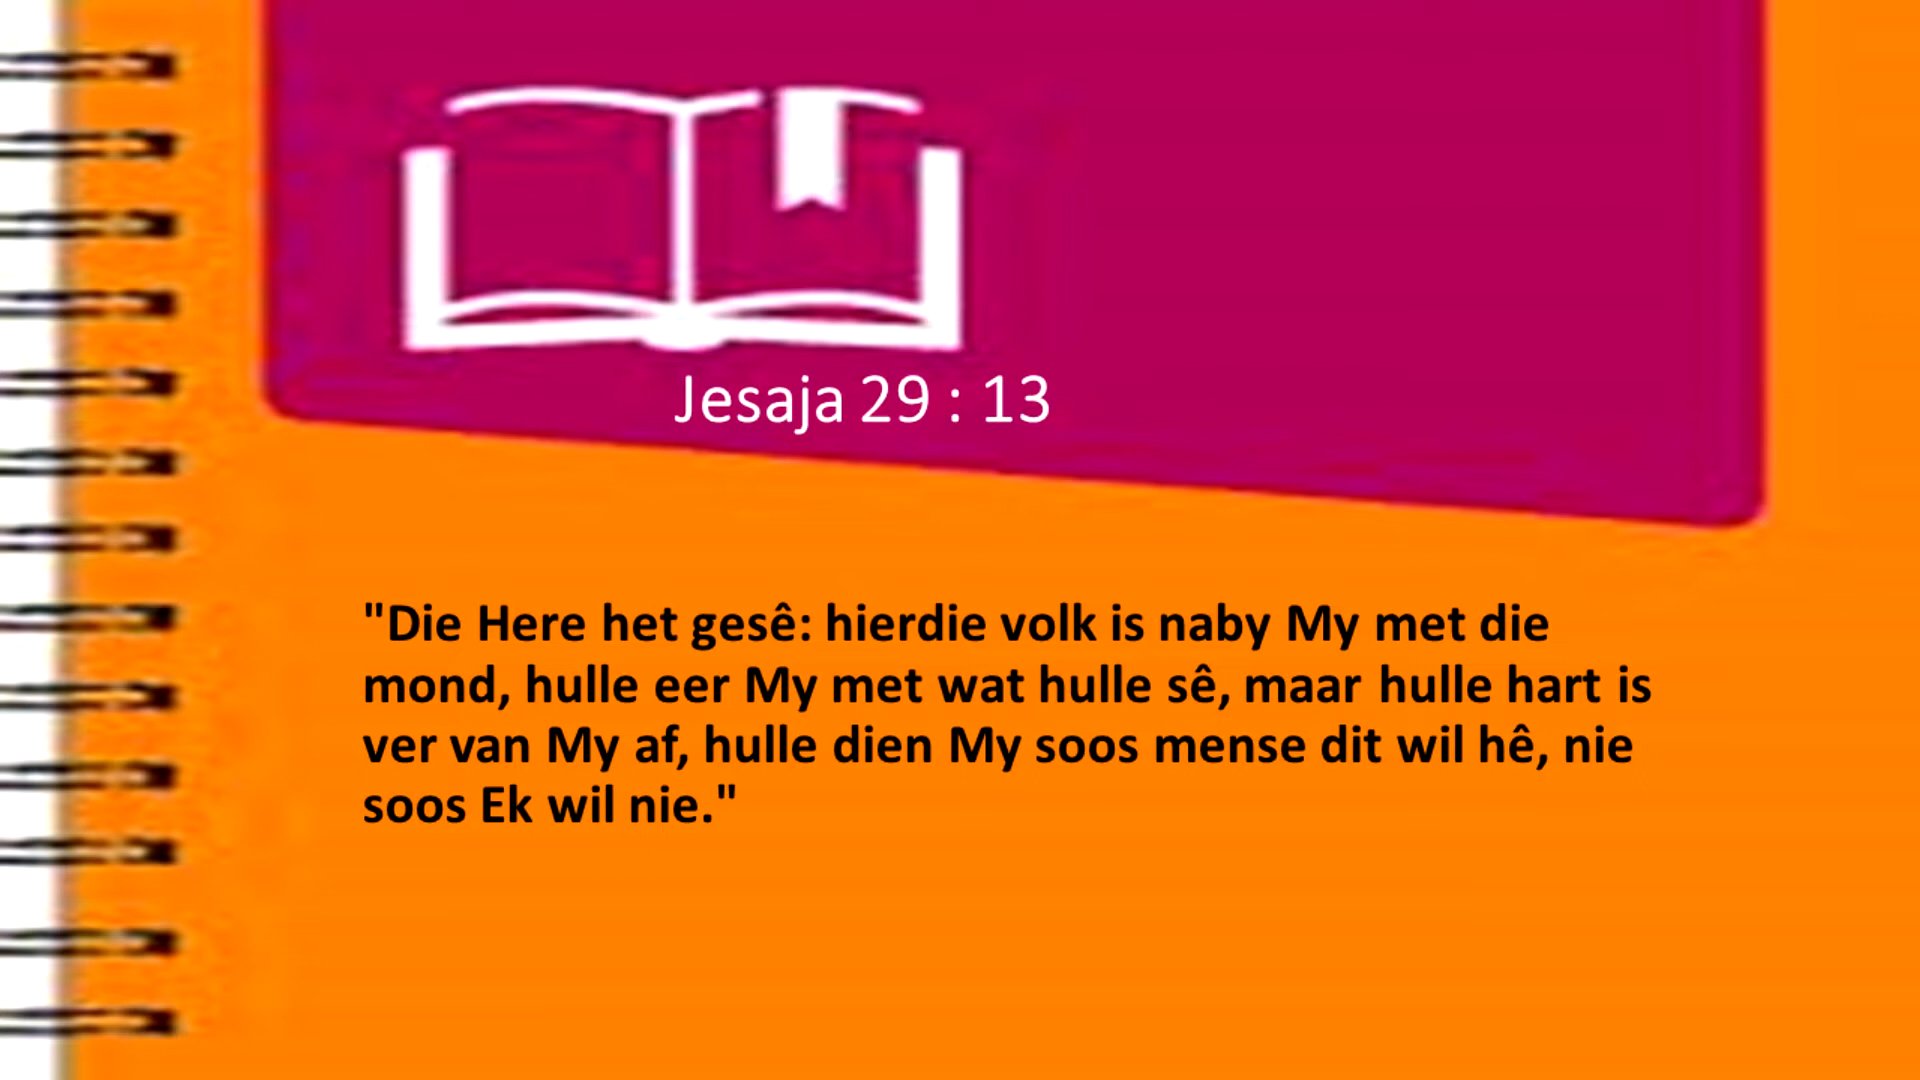 Jesaja 29 : 13
"Die Here het gesê: hierdie volk is naby My met die
mond, hulle eer My met wat hulle sê, maar hulle hart is
ver van My af, hulle dien My soos mense dit wil hê, nie
soos Ek wil nie."